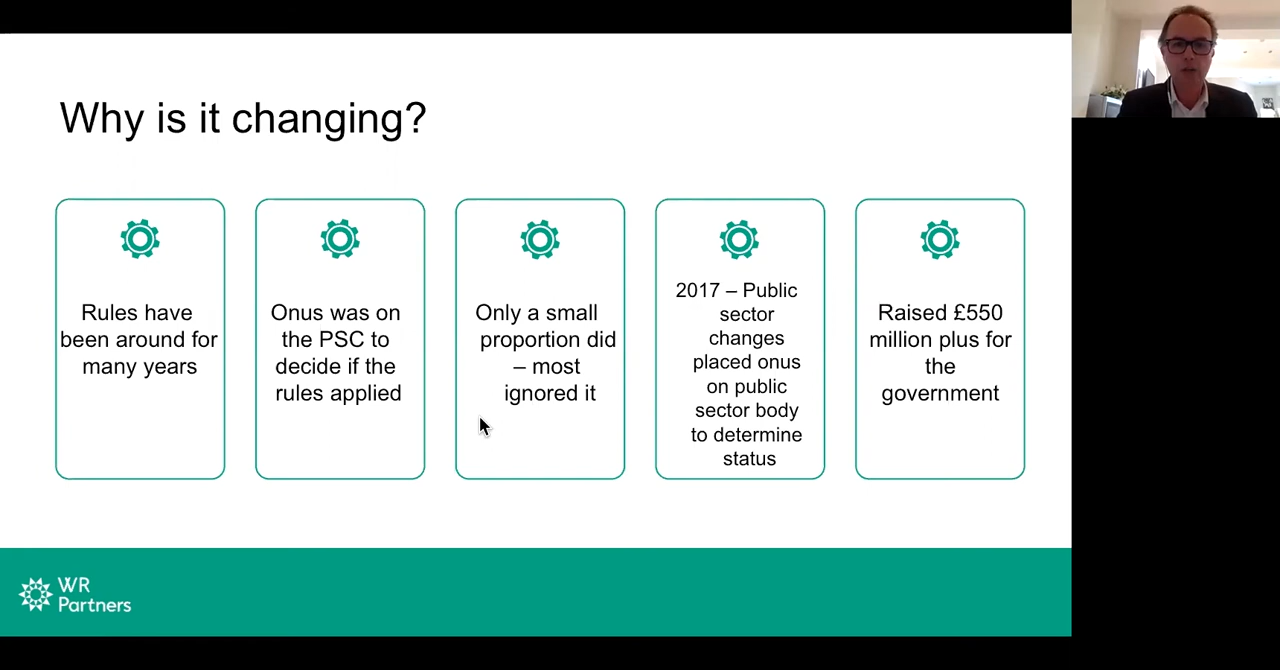 Why is it changing?
Rules have
been around for
many years
Onus was on
the PSC to
decide if the
rules applied
Only a small
proportion did
– most
ignored it
2017 – Public
sector
changes
placed onus
on public
sector body
to determine
status
Raised £550
million plus for
the
government
WR
Partners